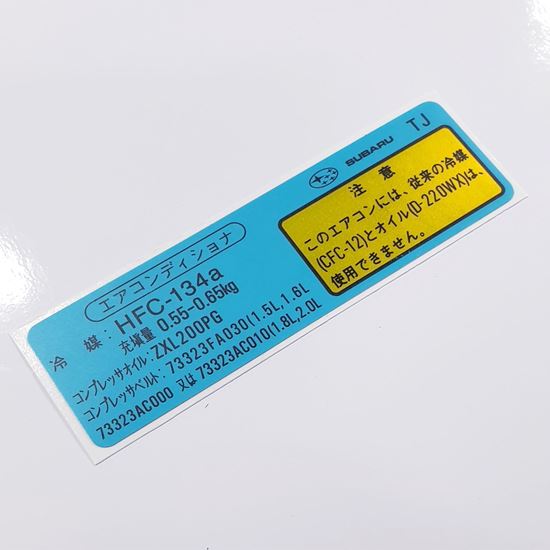 エアコンディショナ
冷 媒: HFC-134a
充塡量 0.55-0.65kg
コンプレッサオイル: ZXL200PG
コンプレッサベルト: 73323FA030(1.5L,1.6L
73323AC000 又は 73323AC010(1.8L,2.0L
SUBARU TJ
注 意
このエアコンには、従来の冷媒
(CFC-12)とオイル(D-220WX)は、
使用できません。